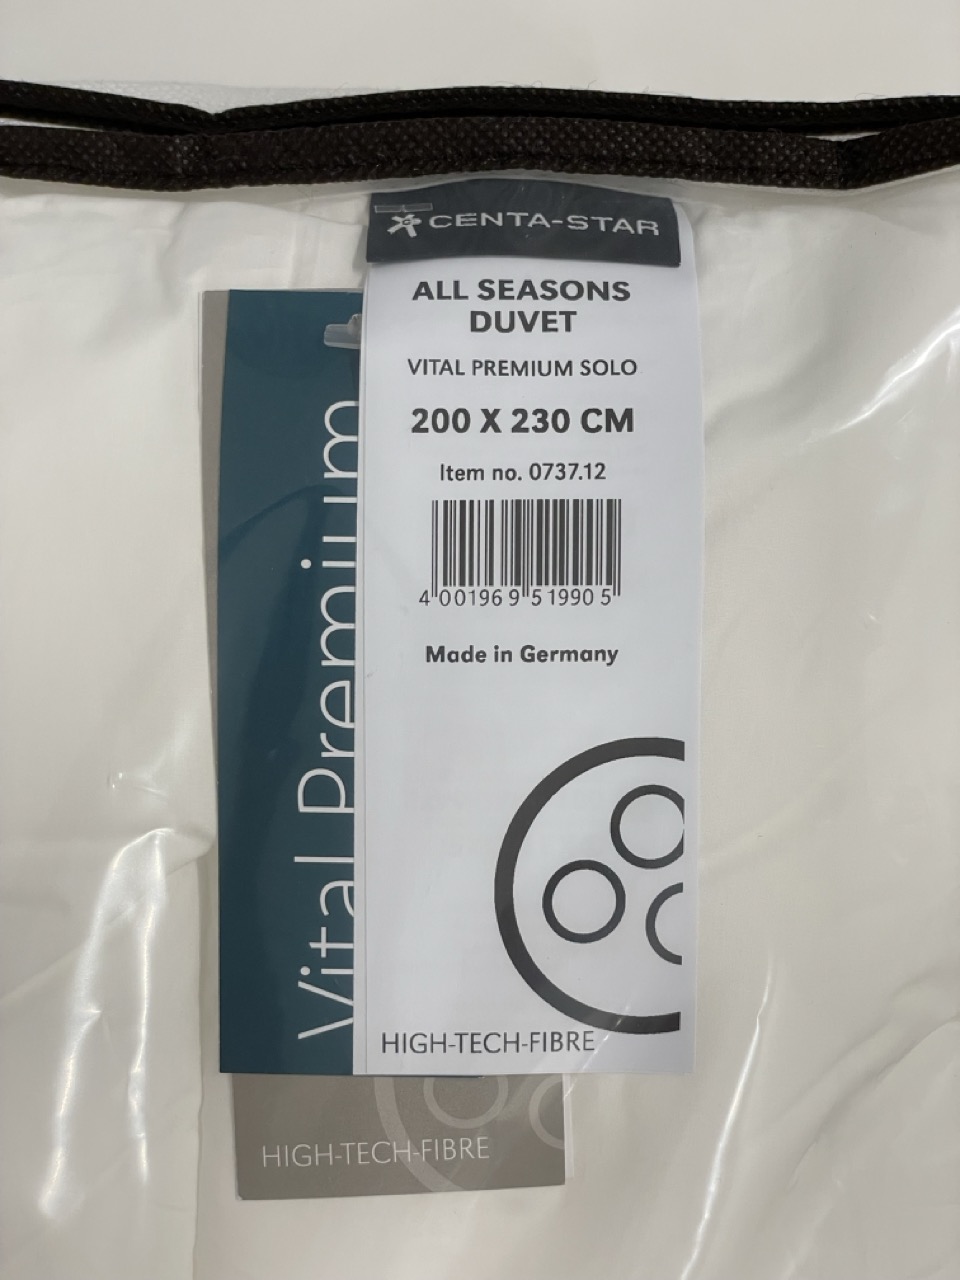 CENTA-STAR
ALL SEASONS
DUVET
VITAL PREMIUM SOLO
200 X 230 CM
Item no. 0737.12
4 001969 519905
Made in Germany
HIGH-TECH-FIBRE
Vital Premium
HIGH-TECH-FIBRE